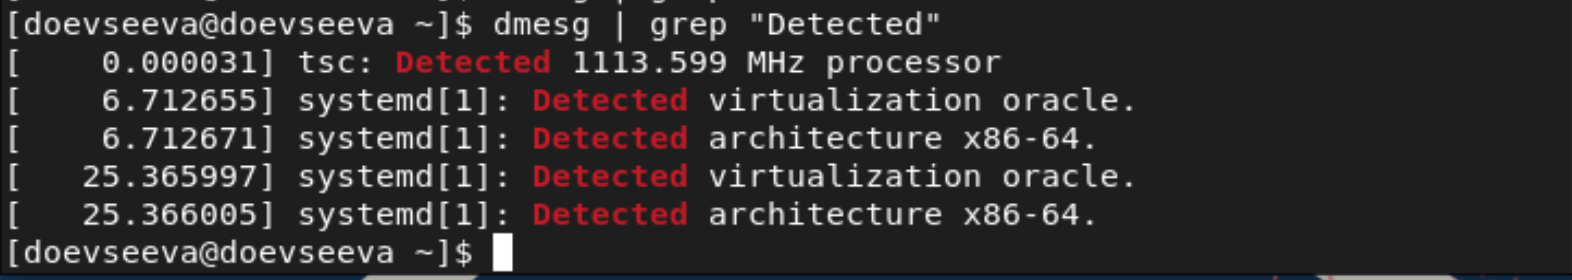 [doevseeva@doevseeva ~]$ dmesg | grep "Detected"
[    0.000031] tsc: Detected 1113.599 MHz processor
[    6.712655] systemd[1]: Detected virtualization oracle.
[    6.712671] systemd[1]: Detected architecture x86-64.
[   25.365997] systemd[1]: Detected virtualization oracle.
[   25.366005] systemd[1]: Detected architecture x86-64.
[doevseeva@doevseeva ~]$